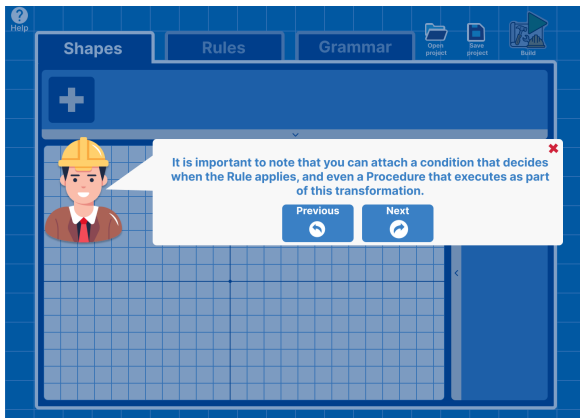 Help
Shapes
Rules
Grammar
Open
project
Save
project
Build
It is important to note that you can attach a condition that decides
when the Rule applies, and even a Procedure that executes as part
of this transformation.
Previous
Next